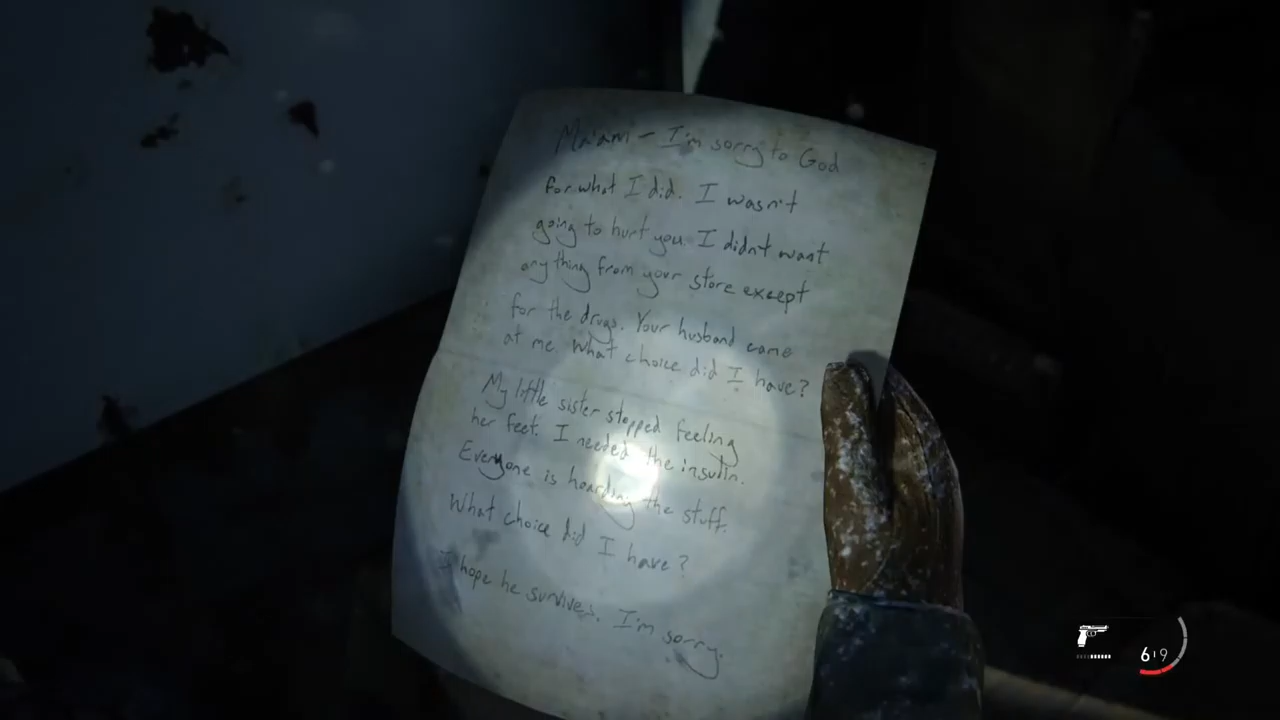 Ma'am – I'm sorry to God
for what I did. I wasn't
going to hurt you. I didn't want
anything from your store except
for the drugs. Your husband came
at me. What choice did I have?
My little sister stopped feeling
her feet. I needed the insulin.
Everyone is hoarding the stuff.
What choice did I have?
I hope he survives. I'm sorry.
6 | 9